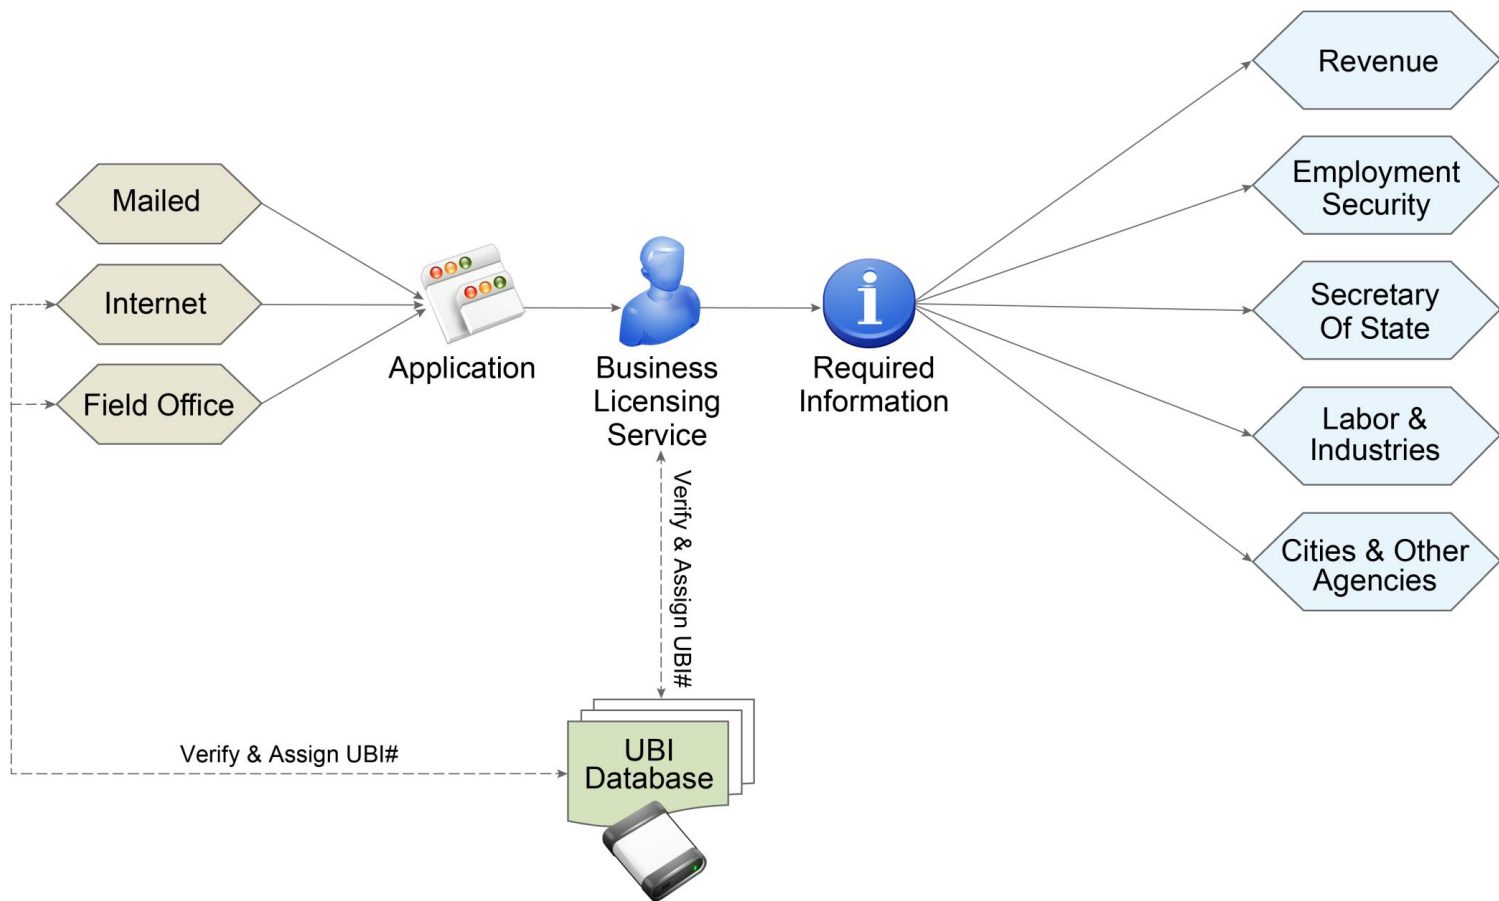 Mailed
Internet
Field Office
Application
Business
Licensing
Service
Required
Information
Revenue
Employment
Security
Secretary
Of State
Labor &
Industries
Cities & Other
Agencies
Verify & Assign UBI#
Verify & Assign UBI#
UBI
Database